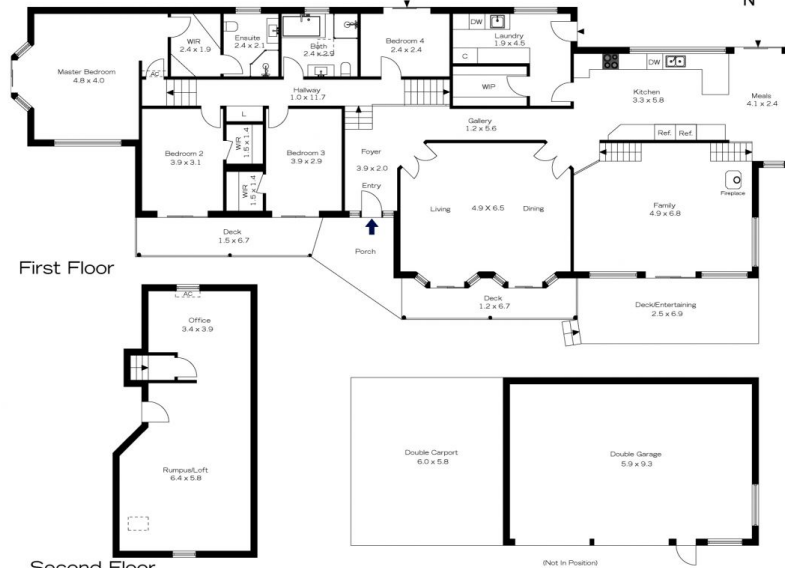 N
WIR
2.4 x 1.9
Ensuite
2.4 x 2.1
Bath
2.4 x 2.9
Bedroom 4
2.4 x 2.4
DW
Laundry
1.9 x 4.5
C
WIP
Master Bedroom
4.8 x 4.0
AC
Hallway
1.0 x 11.7
Kitchen
3.3 x 5.8
DW
Meals
4.1 x 2.4
Ref.
Ref.
Gallery
1.2 x 5.6
L
Bedroom 2
3.9 x 3.1
WIR
1.5 x 1.4
WIR
1.5 x 1.4
Bedroom 3
3.9 x 2.9
Foyer
3.9 x 2.0
Entry
Living
4.9 X 6.5
Dining
Family
4.9 x 6.8
Fireplace
Deck
1.5 x 6.7
Porch
Deck
1.2 x 6.7
Deck/Entertaining
2.5 x 6.9
First Floor
AC
Office
3.4 x 3.9
Rumpus/Loft
6.4 x 5.8
Second Floor
Double Carport
6.0 x 5.8
Double Garage
5.9 x 9.3
(Not In Position)